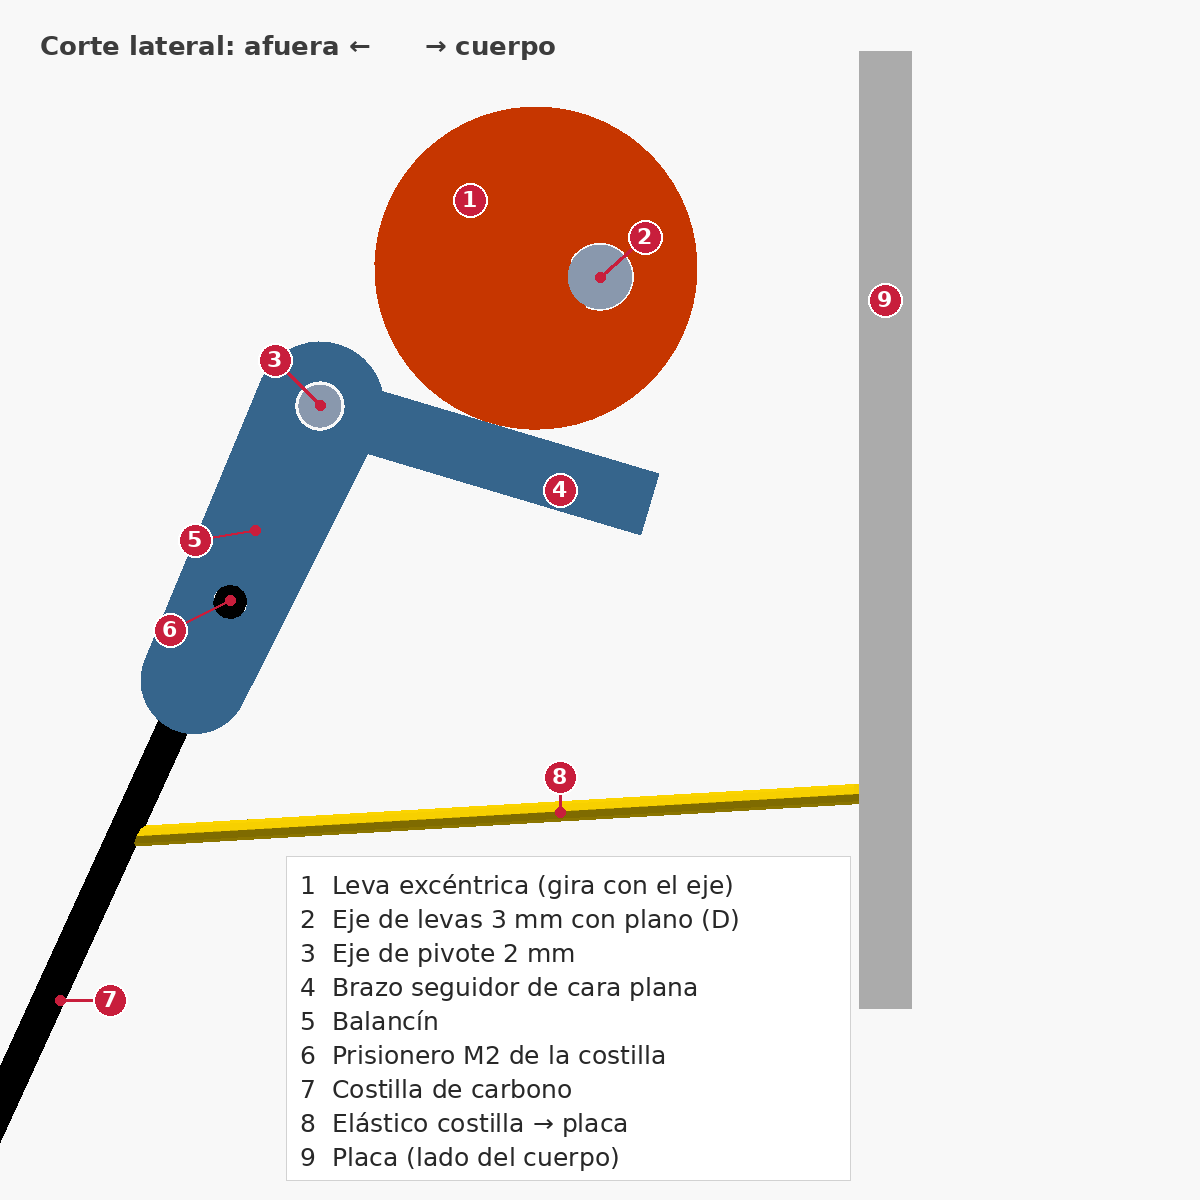 Corte lateral: afuera ← → cuerpo
1
2
9
3
4
5
6
8
7
1 Leva excéntrica (gira con el eje)
2 Eje de levas 3 mm con plano (D)
3 Eje de pivote 2 mm
4 Brazo seguidor de cara plana
5 Balancín
6 Prisionero M2 de la costilla
7 Costilla de carbono
8 Elástico costilla → placa
9 Placa (lado del cuerpo)